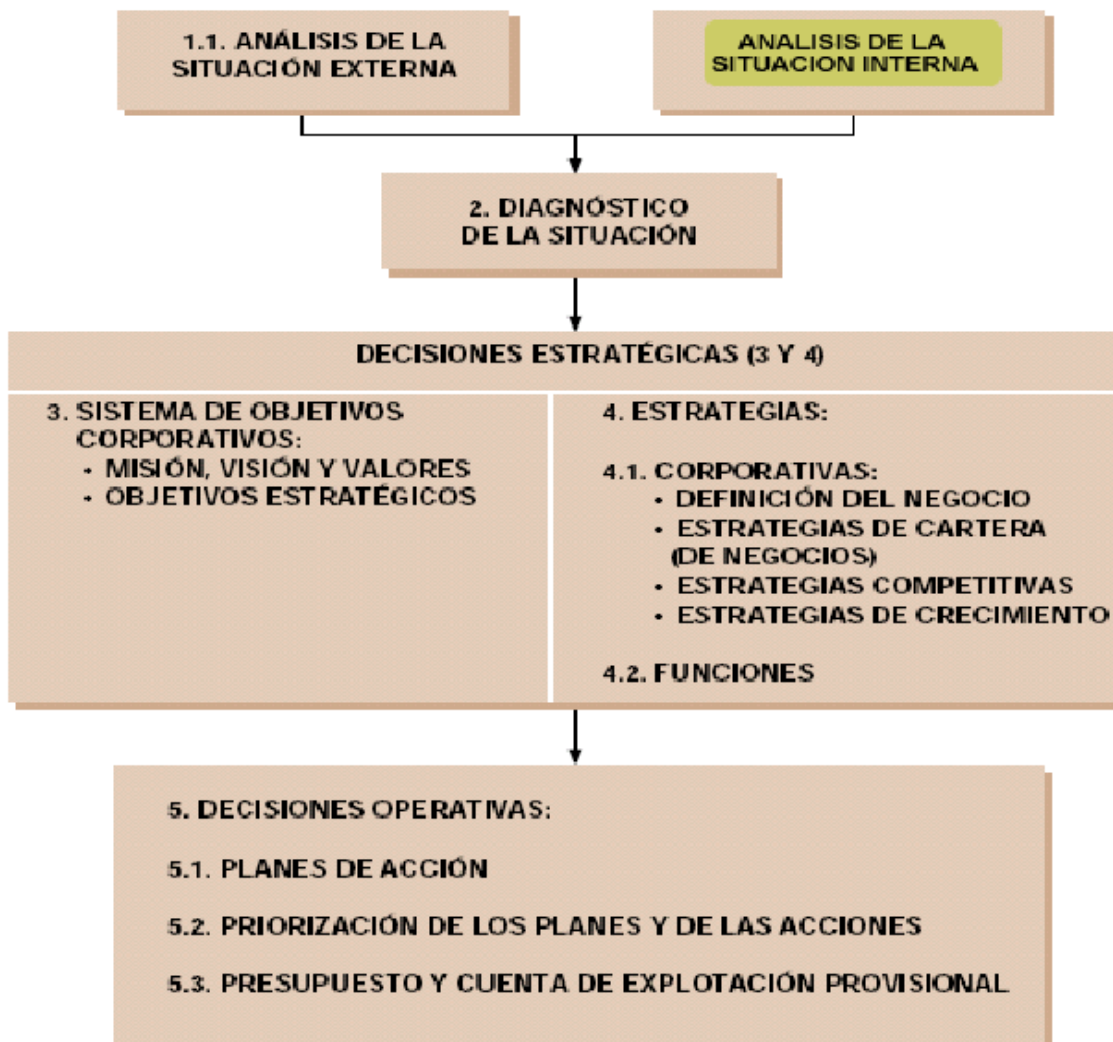 1.1. ANÁLISIS DE LA
SITUACIÓN EXTERNA
ANALISIS DE LA
SITUACION INTERNA
2. DIAGNÓSTICO
DE LA SITUACIÓN
DECISIONES ESTRATÉGICAS (3 Y 4)
3. SISTEMA DE OBJETIVOS
CORPORATIVOS:
• MISIÓN, VISIÓN Y VALORES
• OBJETIVOS ESTRATÉGICOS
4. ESTRATEGIAS:
4.1. CORPORATIVAS:
• DEFINICIÓN DEL NEGOCIO
• ESTRATEGIAS DE CARTERA
(DE NEGOCIOS)
• ESTRATEGIAS COMPETITIVAS
• ESTRATEGIAS DE CRECIMIENTO
4.2. FUNCIONES
5. DECISIONES OPERATIVAS:
5.1. PLANES DE ACCIÓN
5.2. PRIORIZACIÓN DE LOS PLANES Y DE LAS ACCIONES
5.3. PRESUPUESTO Y CUENTA DE EXPLOTACIÓN PROVISIONAL